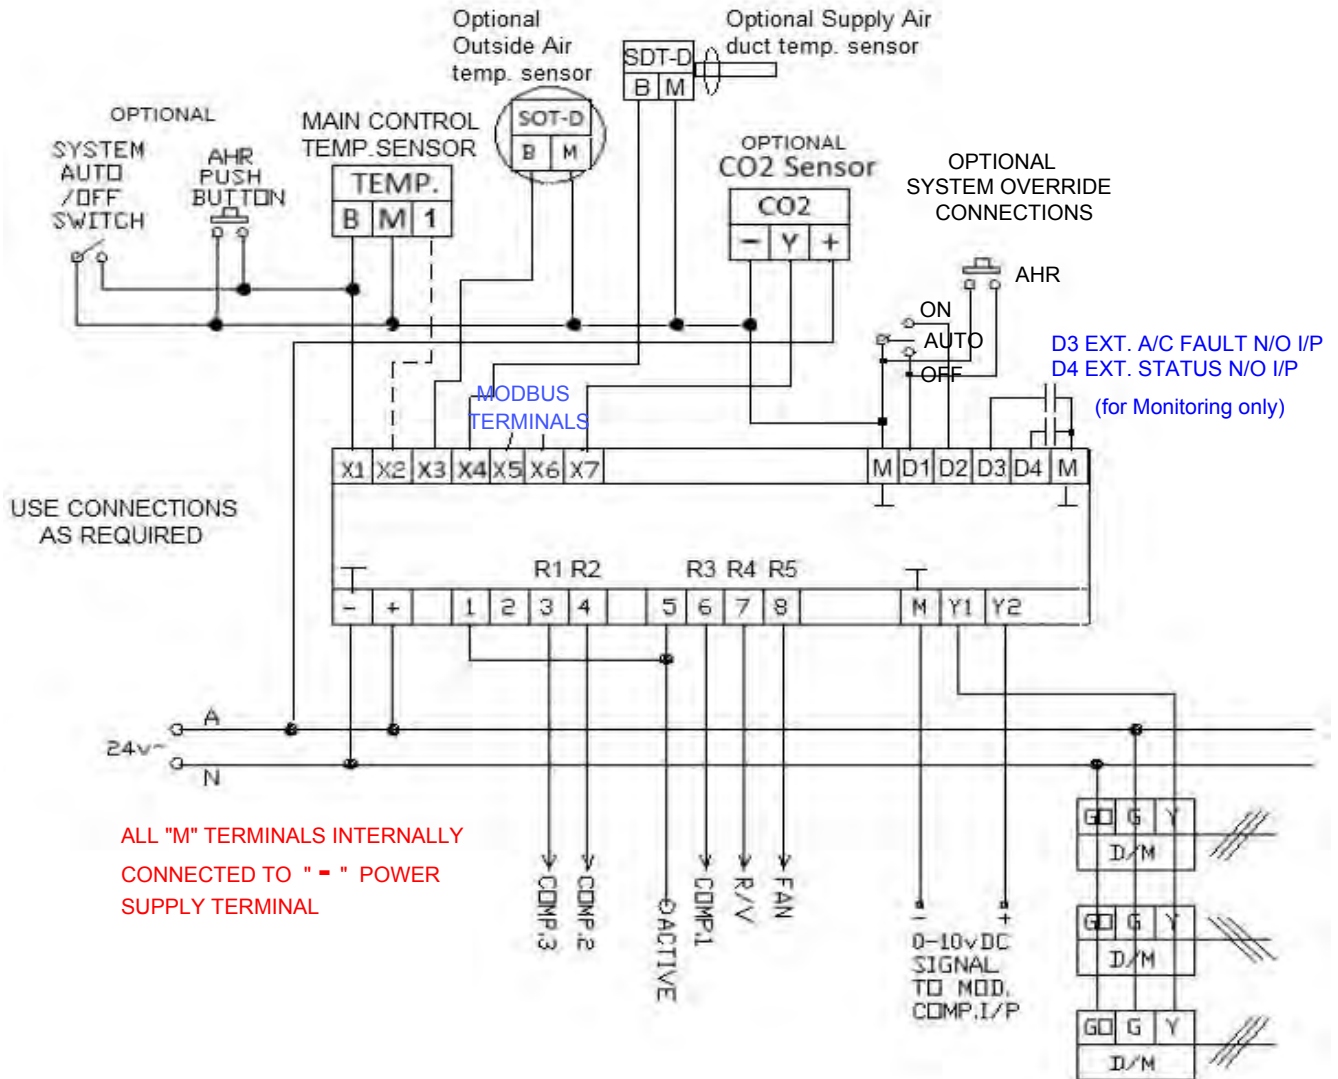 Optional
Outside Air
temp. sensor
Optional Supply Air
duct temp. sensor
SDT-D
B M
OPTIONAL
SYSTEM
AUTO
/OFF
SWITCH
AHR
PUSH
BUTTON
MAIN CONTROL
TEMP.SENSOR
TEMP.
B M 1
SOT-D
B M
OPTIONAL
CO2 Sensor
CO2
- Y +
OPTIONAL
SYSTEM OVERRIDE
CONNECTIONS
AHR
ON
AUTO
OFF
D3 EXT. A/C FAULT N/O I/P
D4 EXT. STATUS N/O I/P
(for Monitoring only)
MODBUS
TERMINALS
X1 X2 X3 X4 X5 X6 X7
M D1 D2 D3 D4 M
USE CONNECTIONS
AS REQUIRED
R1 R2 R3 R4 R5
- + 1 2 3 4 5 6 7 8 M Y1 Y2
A
24v~
N
ALL "M" TERMINALS INTERNALLY
CONNECTED TO " - " POWER
SUPPLY TERMINAL
COMP.3
COMP.2
ACTIVE
COMP.1
R/V
FAN
- +
0-10vDC
SIGNAL
TO MOD.
COMP.I/P
GO G Y
D/M
GO G Y
D/M
GO G Y
D/M